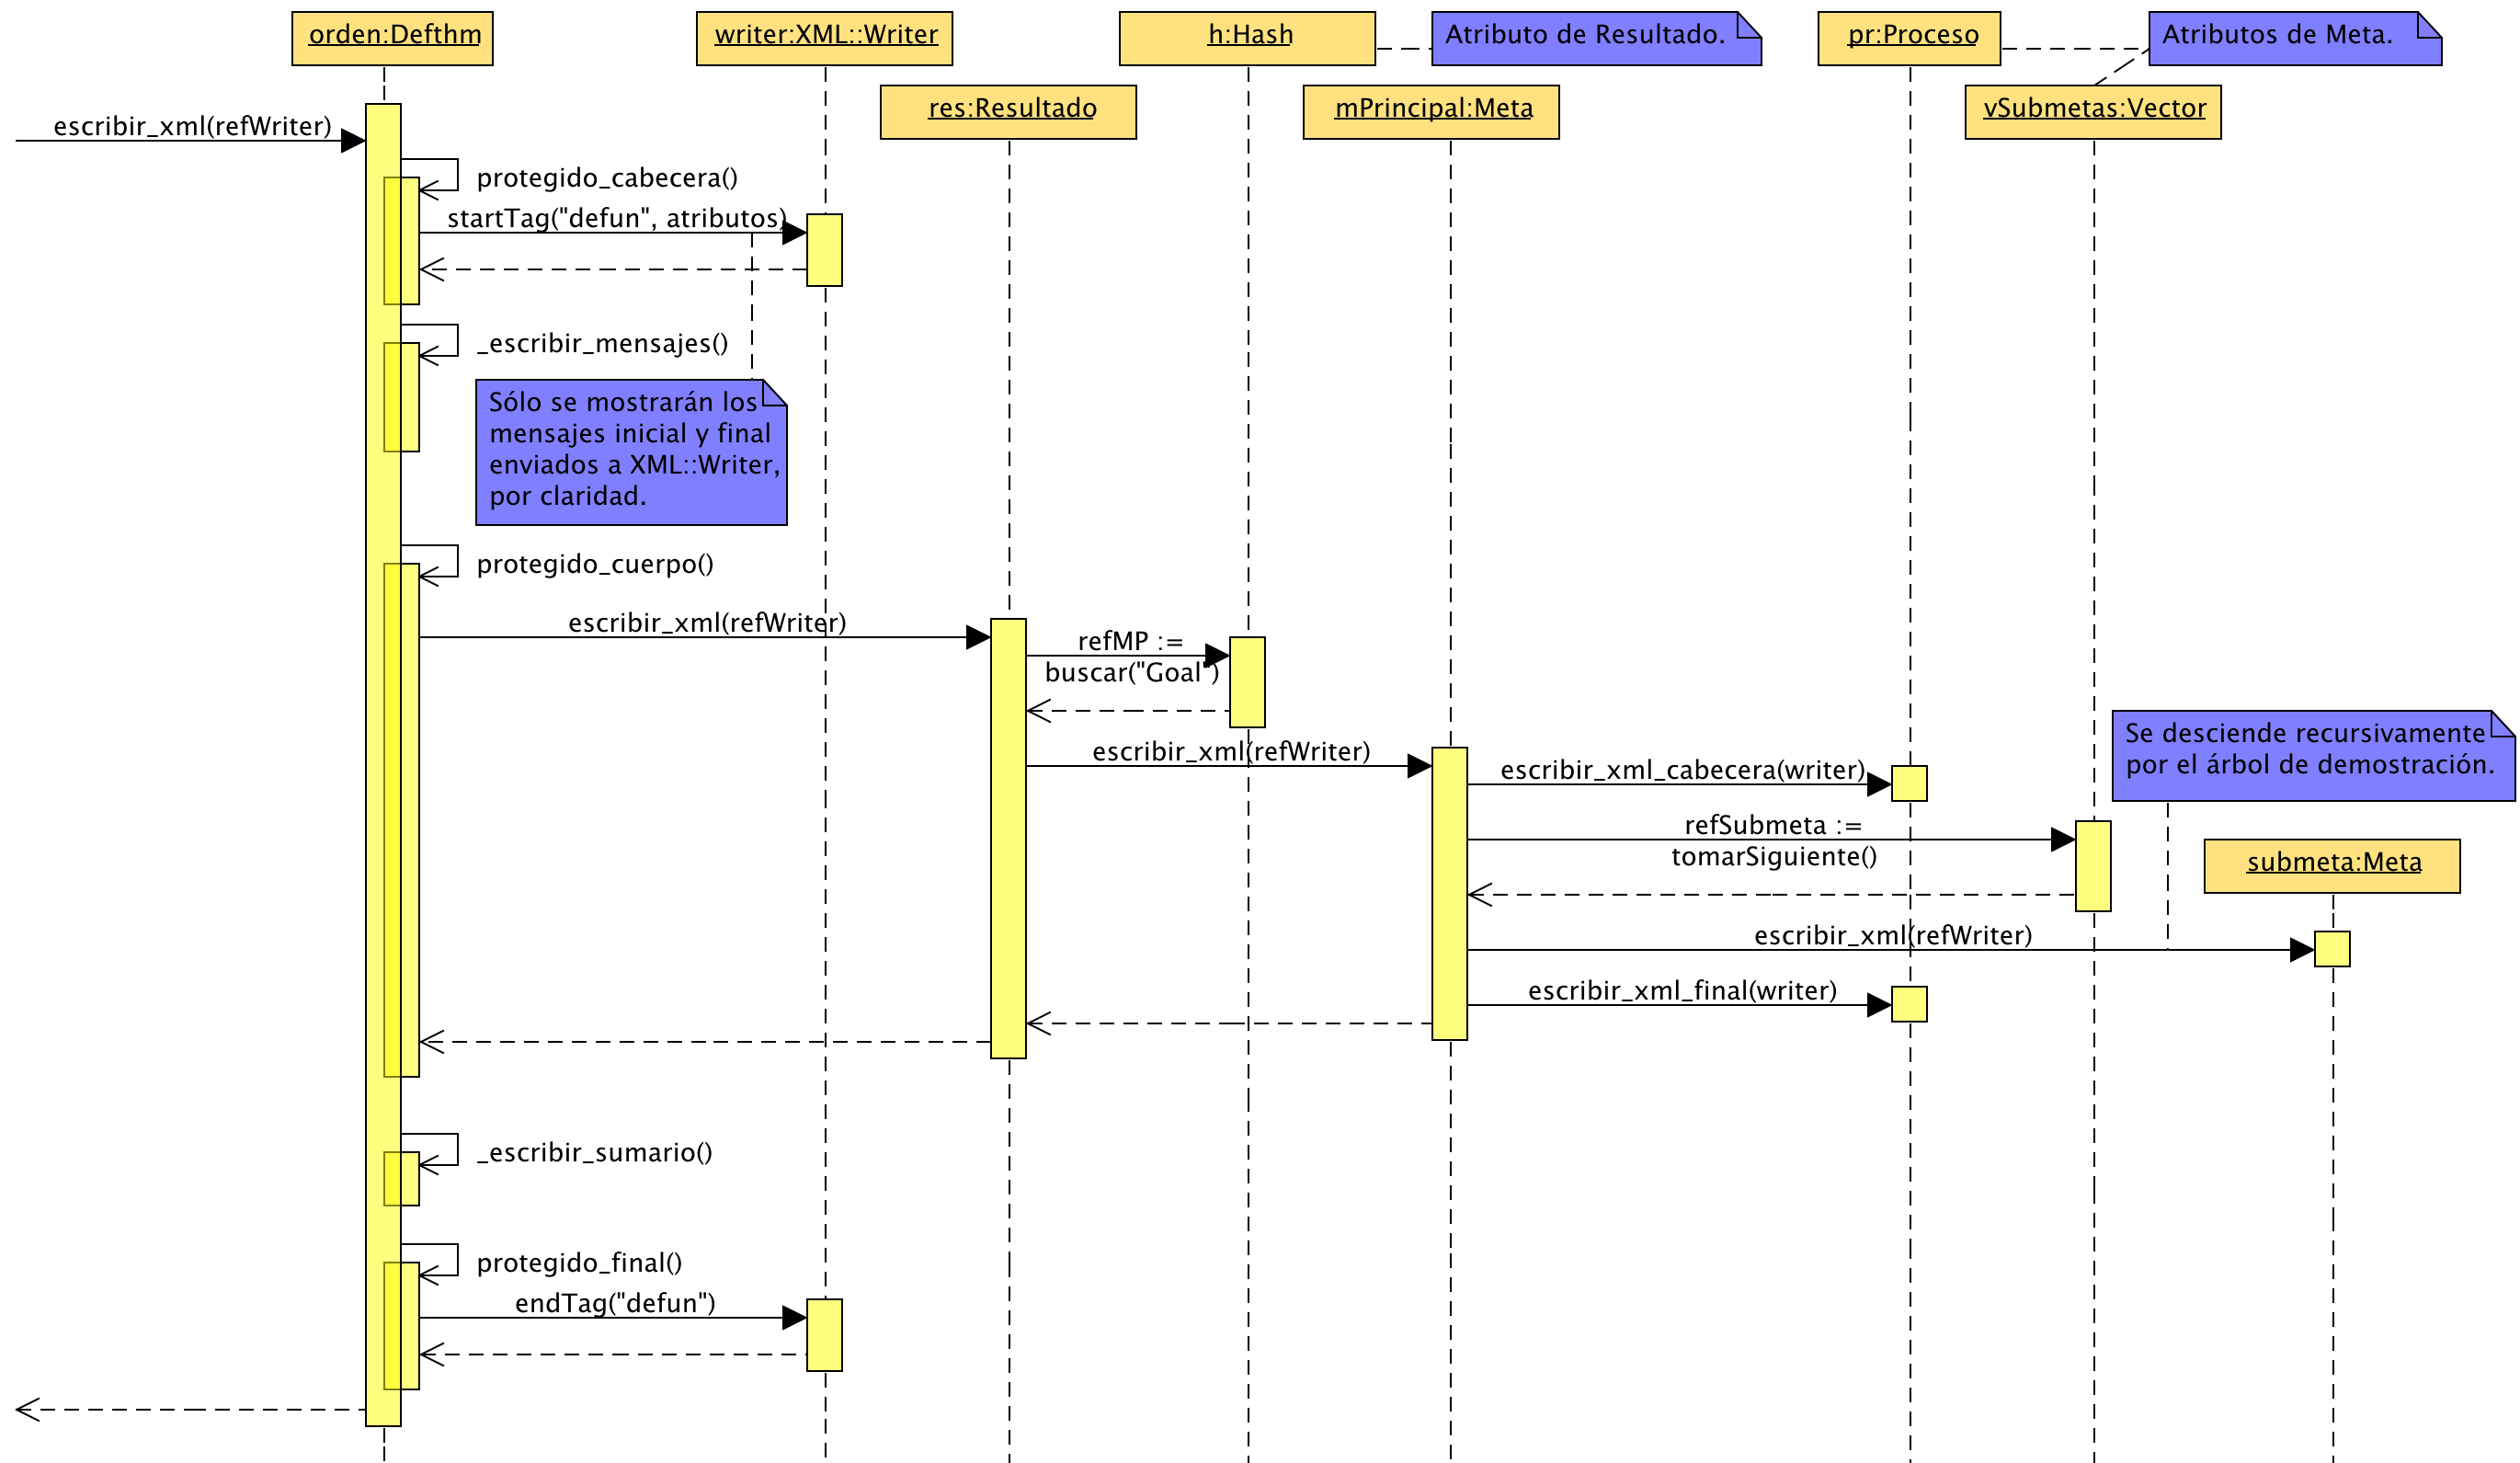 orden:Defthm
writer:XML::Writer
h:Hash
Atributo de Resultado.
pr:Proceso
Atributos de Meta.
res:Resultado
mPrincipal:Meta
vSubmetas:Vector
escribir_xml(refWriter)
protegido_cabecera()
startTag("defun", atributos)
_escribir_mensajes()
Sólo se mostrarán los
mensajes inicial y final
enviados a XML::Writer,
por claridad.
protegido_cuerpo()
escribir_xml(refWriter)
refMP :=
buscar("Goal")
escribir_xml(refWriter)
Se desciende recursivamente
por el árbol de demostración.
escribir_xml_cabecera(writer)
refSubmeta :=
tomarSiguiente()
submeta:Meta
escribir_xml(refWriter)
escribir_xml_final(writer)
_escribir_sumario()
protegido_final()
endTag("defun")